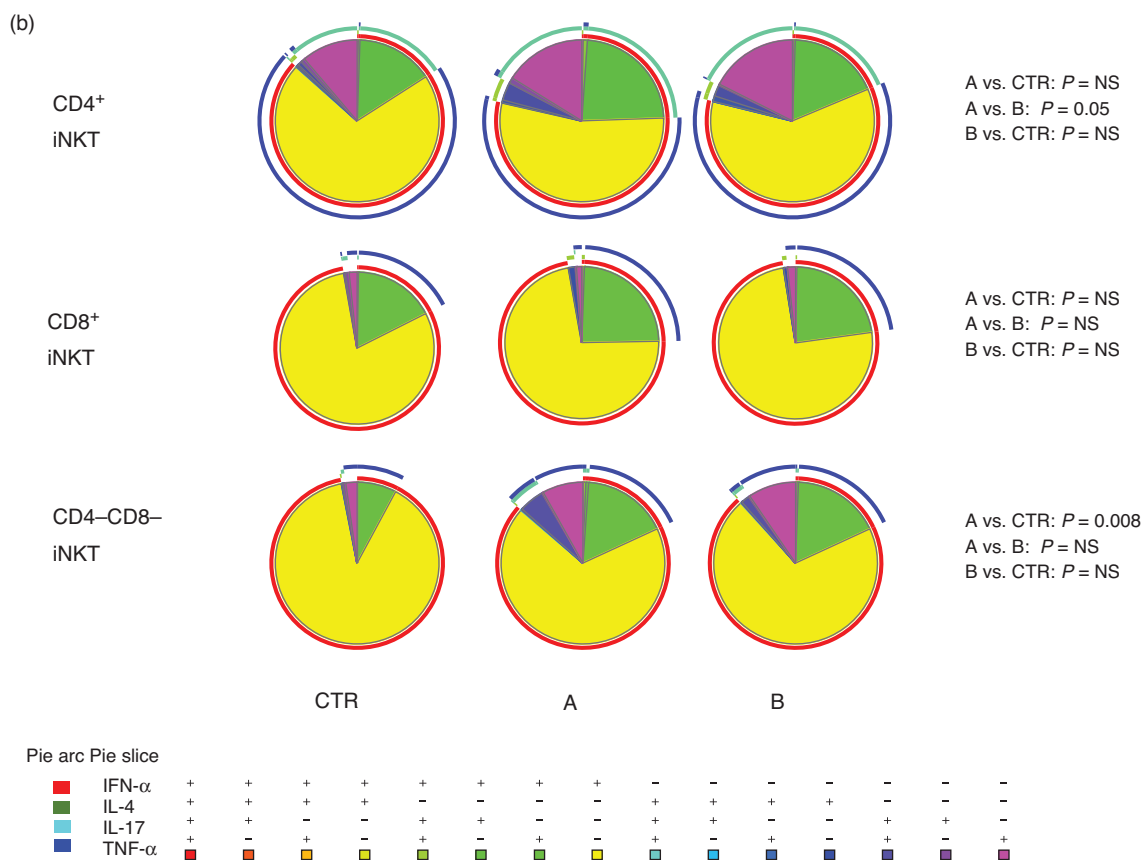 (b)
CD4+
iNKT
A vs. CTR: P = NS
A vs. B: P = 0.05
B vs. CTR: P = NS
CD8+
iNKT
A vs. CTR: P = NS
A vs. B: P = NS
B vs. CTR: P = NS
CD4–CD8–
iNKT
A vs. CTR: P = 0.008
A vs. B: P = NS
B vs. CTR: P = NS
CTR A B
Pie arc Pie slice
IFN-α + + + + + + + + – – – – – – –
IL-4 + + + + – – – – + + + + – – –
IL-17 + + – – + + – – + + – – + + –
TNF-α + – + – + – + – + – + – + – +